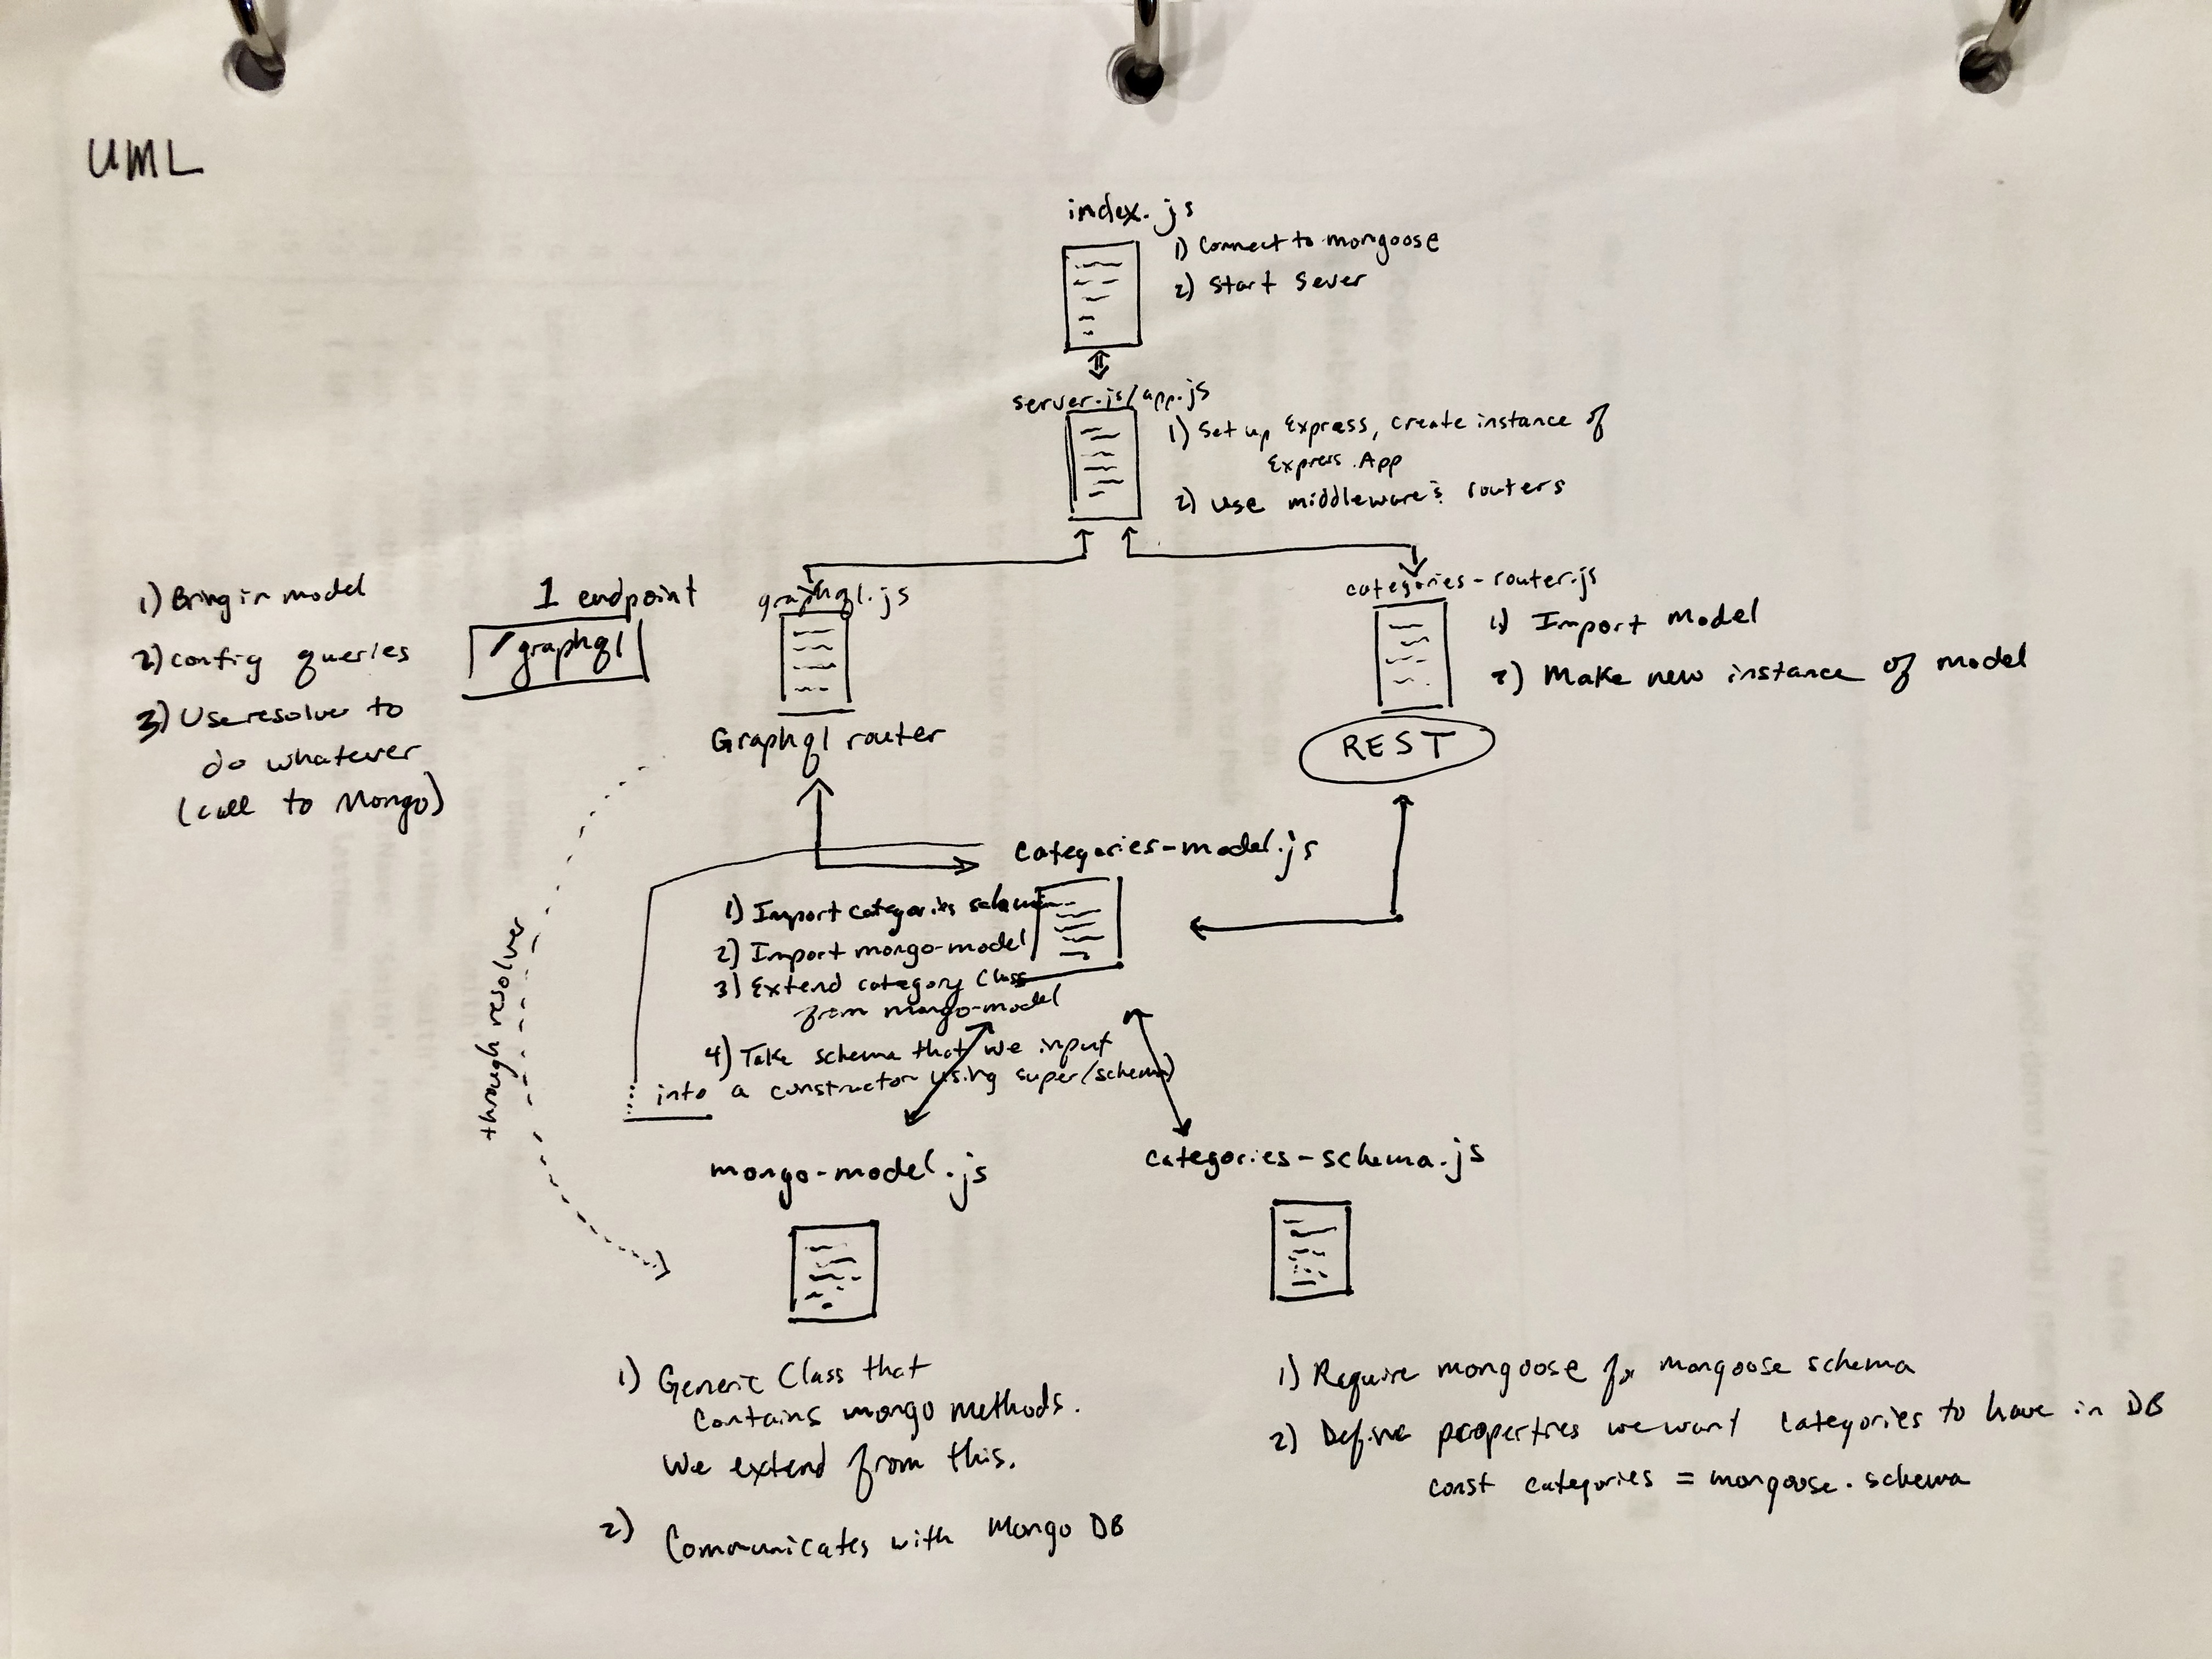 UML
index.js
1) Connect to mongoose
2) Start Sever
server.js/app.js
1) Set up Express, create instance of
Express.App
2) Use middleware & routers
1) Bring in model
2) config queries
3) Use resolver to
do whatever
(call to Mongo)
1 endpoint
/graphql
graphql.js
Graphql router
categories-router.js
1) Import Model
2) Make new instance of model
REST
categories-model.js
1) Import categories schema
2) Import mongo-model
3) Extend category Class
from mongo-model
4) Take schema that we input
into a constructor using super(schema)
through resolver
mongo-model.js
1) Generic Class that
contains mongo methods.
We extend from this.
2) Communicates with Mongo DB
categories-schema.js
1) Require mongoose for mongoose schema
2) Define properties we want categories to have in DB
const categories = mongoose.schema